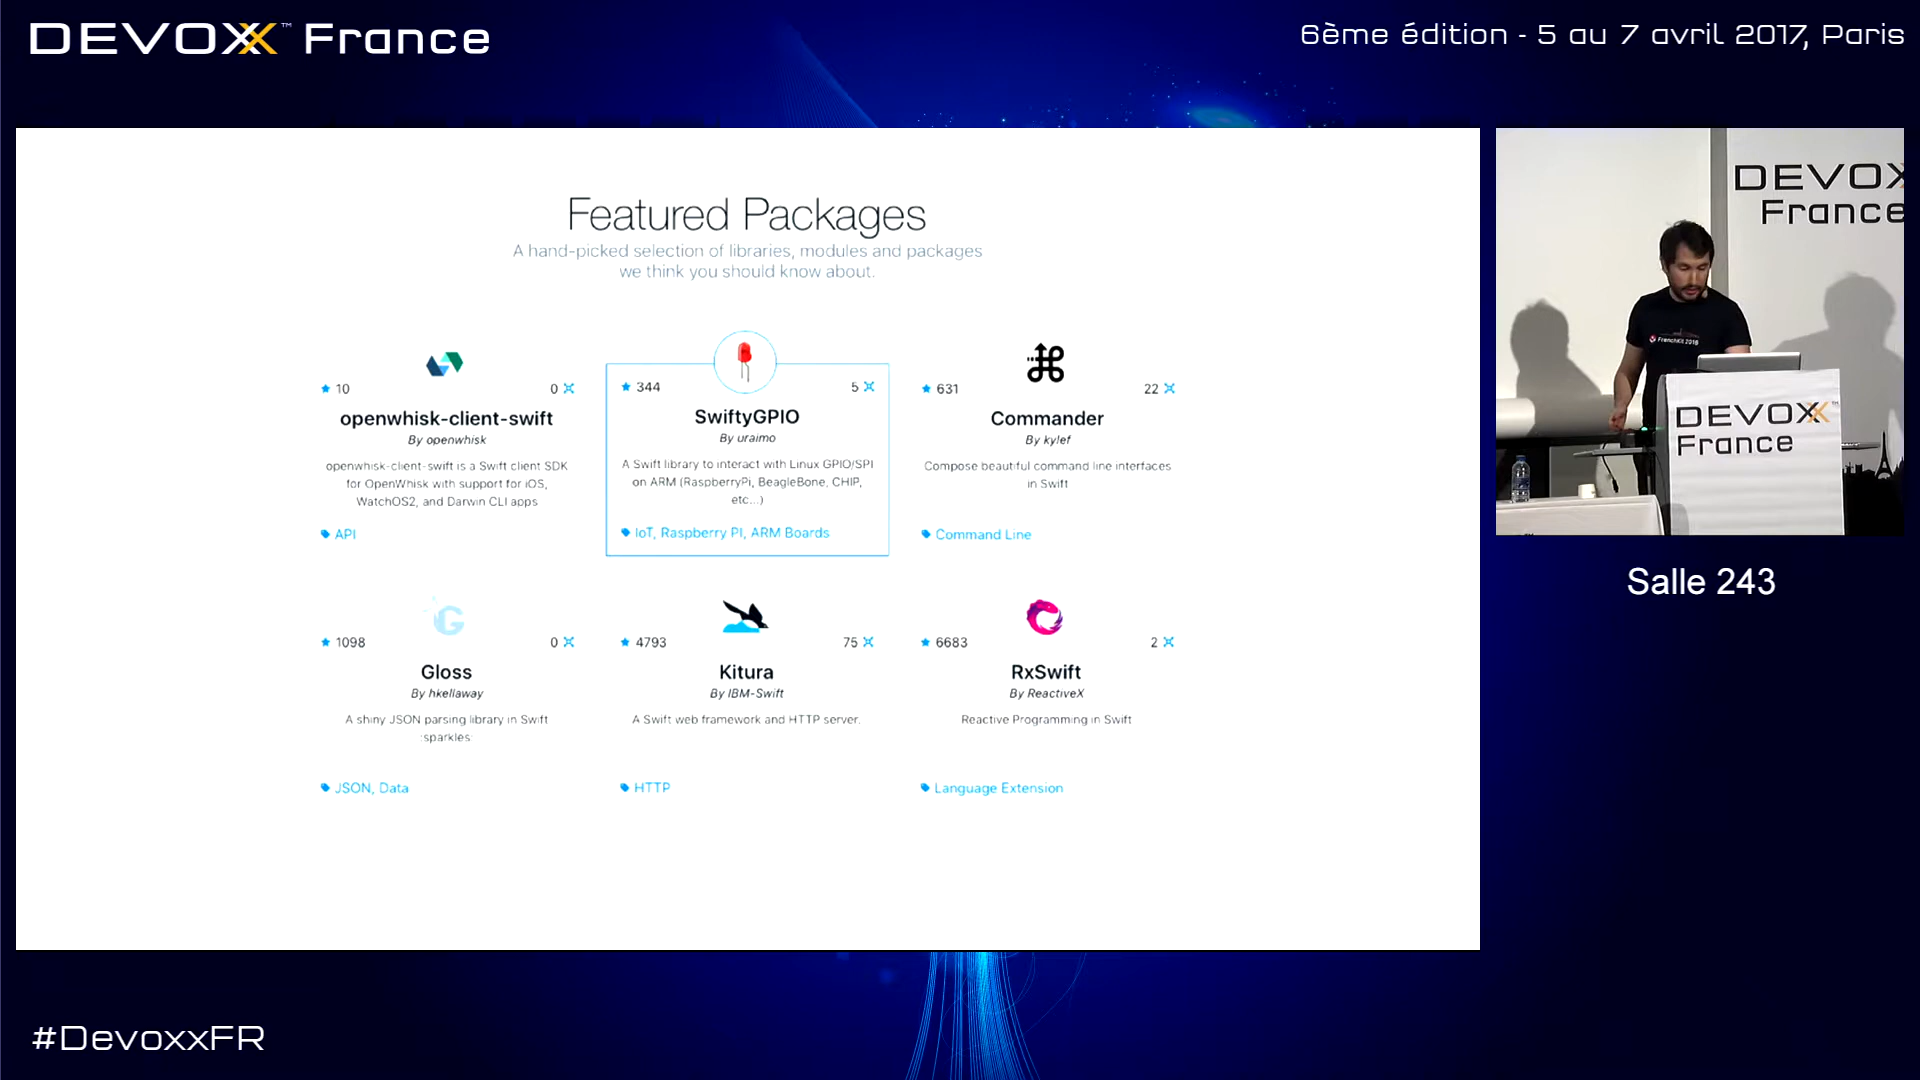 DEVOXX™ France
6ème édition - 5 au 7 avril 2017, Paris
Featured Packages
A hand-picked selection of libraries, modules and packages
we think you should know about.
10
0
openwhisk-client-swift
By openwhisk
openwhisk-client-swift is a Swift client SDK
for OpenWhisk with support for iOS,
WatchOS2, and Darwin CLI apps
API
344
5
SwiftyGPIO
By uraimo
A Swift library to interact with Linux GPIO/SPI
on ARM (RaspberryPi, BeagleBone, CHIP,
etc...)
IoT, Raspberry PI, ARM Boards
631
22
Commander
By kylef
Compose beautiful command line interfaces
in Swift
Command Line
1098
0
Gloss
By hkellaway
A shiny JSON parsing library in Swift
:sparkles:
JSON, Data
4793
75
Kitura
By IBM-Swift
A Swift web framework and HTTP server.
HTTP
6683
2
RxSwift
By ReactiveX
Reactive Programming in Swift
Language Extension
DEVOX
France
FrenchKit 2016
DEVOXX™
France
Salle 243
#DevoxxFR